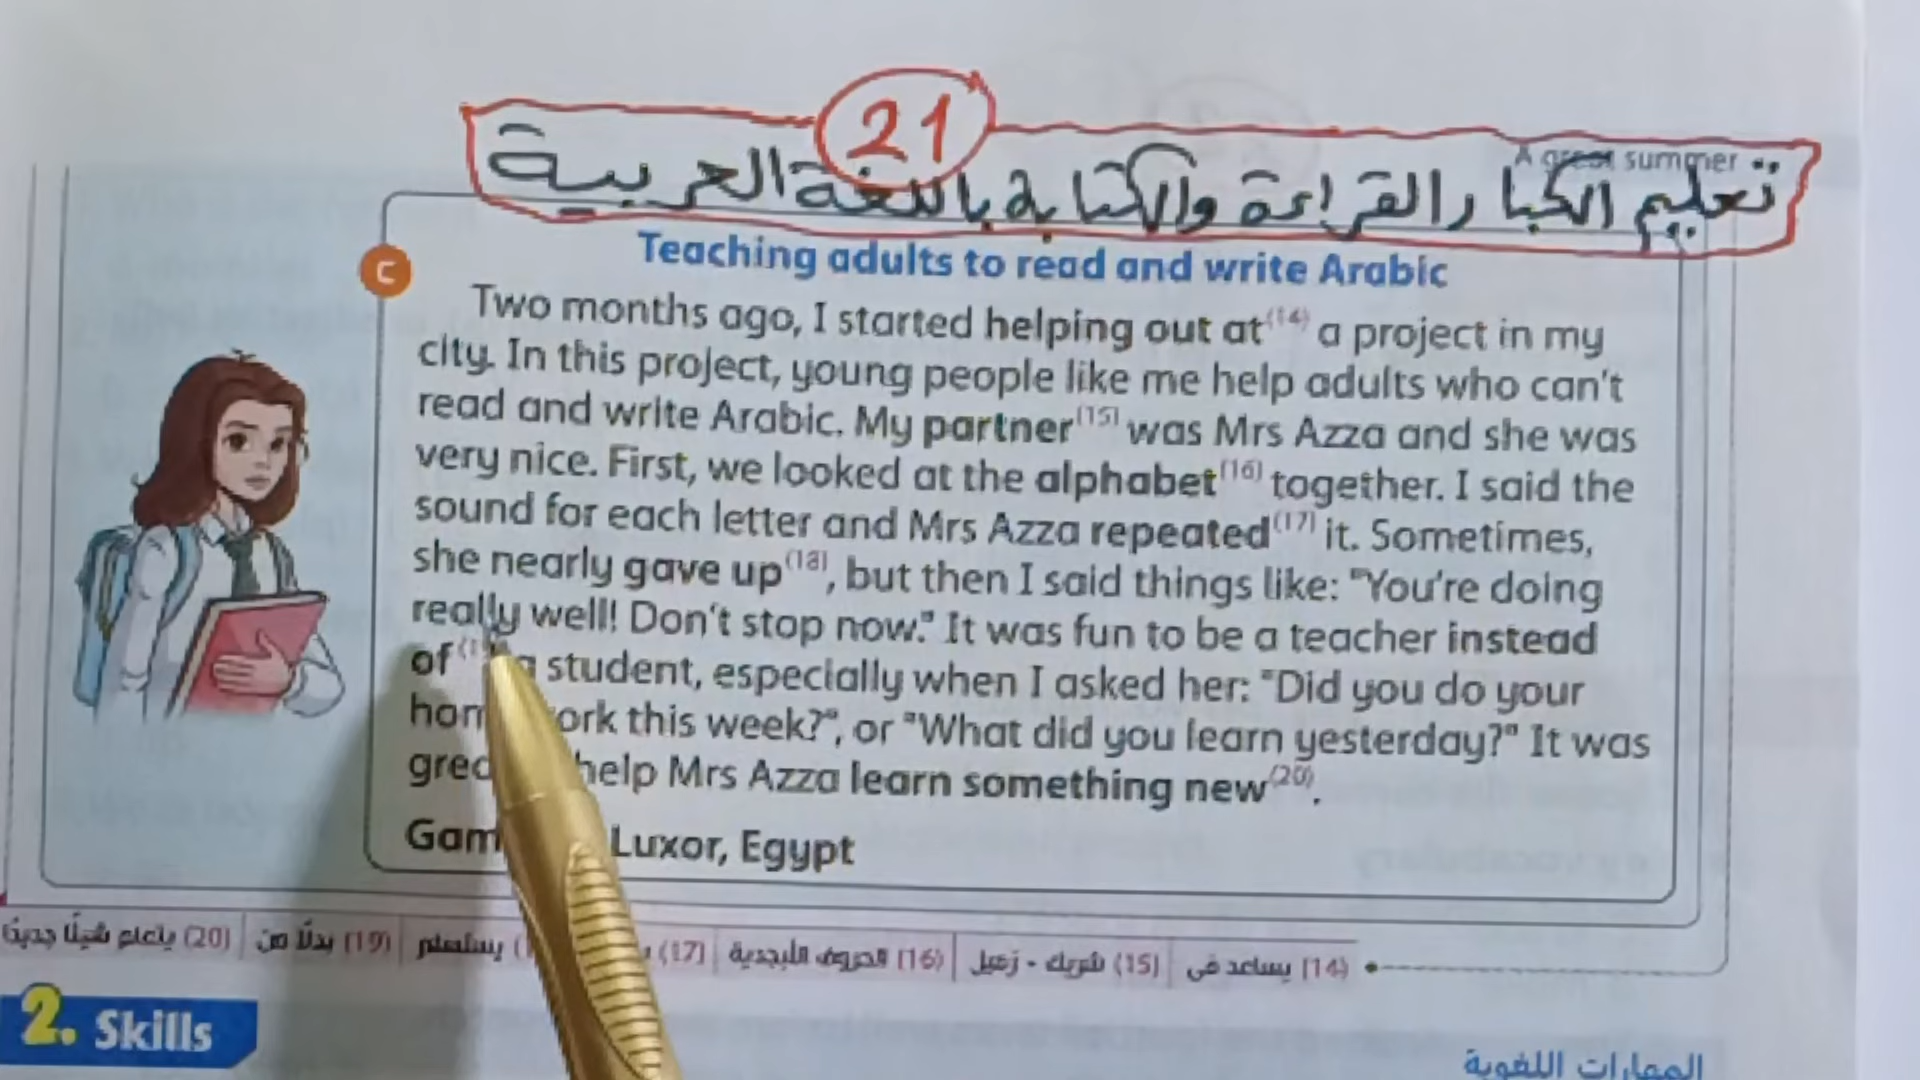 21
A great summer
تعليم الكبار القراءة والكتابة باللغة العربية
C
Teaching adults to read and write Arabic
Two months ago, I started helping out at(14) a project in my
city. In this project, young people like me help adults who can't
read and write Arabic. My partner(15) was Mrs Azza and she was
very nice. First, we looked at the alphabet(16) together. I said the
sound for each letter and Mrs Azza repeated(17) it. Sometimes,
she nearly gave up(18), but then I said things like: "You're doing
really well! Don't stop now." It was fun to be a teacher instead
of a student, especially when I asked her: "Did you do your
this week?", or "What did you learn yesterday?" It was
help Mrs Azza learn something new(20).
Luxor, Egypt
(14) يساعد فى (15) شريك - زميل (16) الحروف الأبجدية (17) يستسلم (19) بدلًا من (20) يتعلم شيئًا جديدًا
2. Skills
المهارات اللغوية